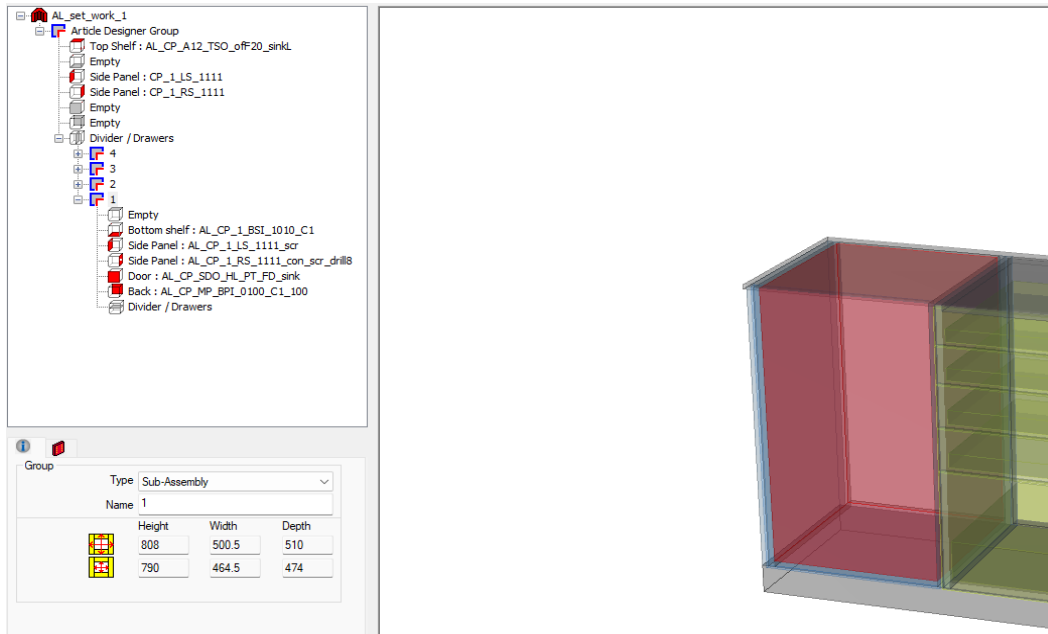 AL_set_work_1
Article Designer Group
Top Shelf : AL_CP_A12_TSO_ofF20_sinkL
Empty
Side Panel : CP_1_LS_1111
Side Panel : CP_1_RS_1111
Empty
Empty
Divider / Drawers
4
3
2
1
Empty
Bottom shelf : AL_CP_1_BSI_1010_C1
Side Panel : AL_CP_1_LS_1111_scr
Side Panel : AL_CP_1_RS_1111_con_scr_drill8
Door : AL_CP_SDO_HL_PT_FD_sink
Back : AL_CP_MP_BPI_0100_C1_100
Divider / Drawers
Group
Type Sub-Assembly
Name 1
Height Width Depth
808 500.5 510
790 464.5 474